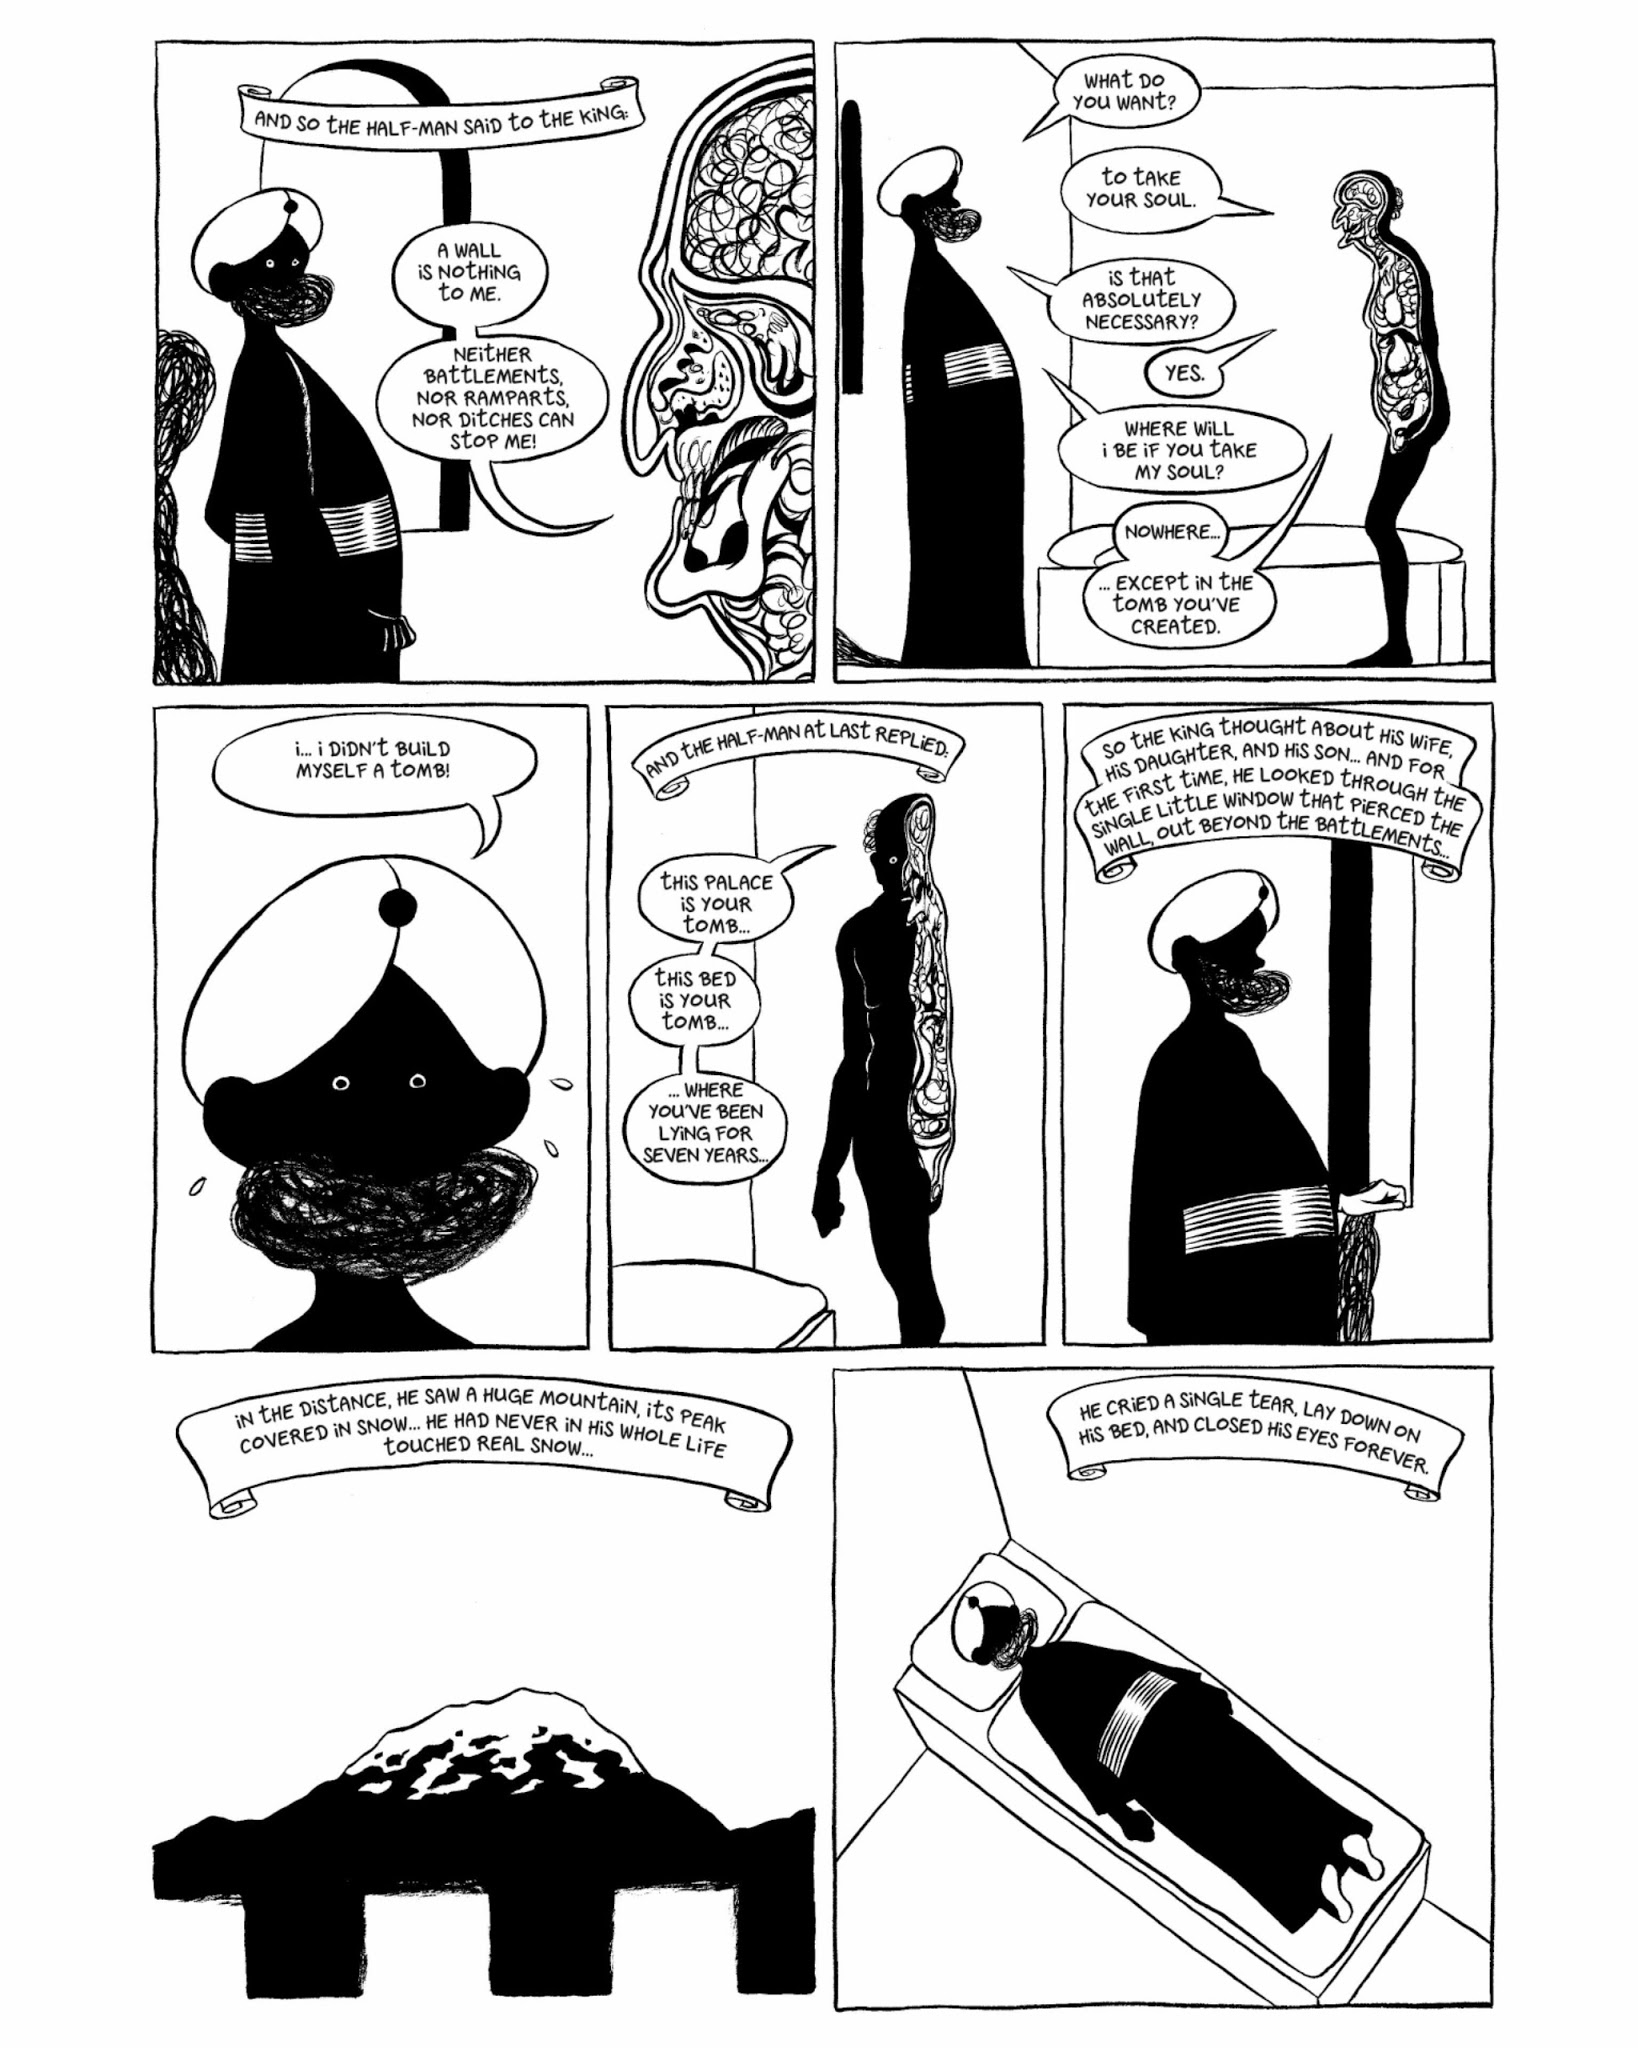 AND SO THE HALF-MAN SAID TO THE KING:
A WALL
IS NOTHING
TO ME.
NEITHER
BATTLEMENTS,
NOR RAMPARTS,
NOR DITCHES CAN
STOP ME!
WHAT DO
YOU WANT?
TO TAKE
YOUR SOUL.
IS THAT
ABSOLUTELY
NECESSARY?
YES.
WHERE WILL
I BE IF YOU TAKE
MY SOUL?
NOWHERE...
... EXCEPT IN THE
TOMB YOU'VE
CREATED.
I... I DIDN'T BUILD
MYSELF A TOMB!
AND THE HALF-MAN AT LAST REPLIED:
THIS PALACE
IS YOUR
TOMB...
THIS BED
IS YOUR
TOMB...
... WHERE
YOU'VE BEEN
LYING FOR
SEVEN YEARS...
SO THE KING THOUGHT ABOUT HIS WIFE,
HIS DAUGHTER, AND HIS SON... AND FOR
THE FIRST TIME, HE LOOKED THROUGH THE
SINGLE LITTLE WINDOW THAT PIERCED THE
WALL, OUT BEYOND THE BATTLEMENTS...
IN THE DISTANCE, HE SAW A HUGE MOUNTAIN, ITS PEAK
COVERED IN SNOW... HE HAD NEVER IN HIS WHOLE LIFE
TOUCHED REAL SNOW...
HE CRIED A SINGLE TEAR, LAY DOWN ON
HIS BED, AND CLOSED HIS EYES FOREVER.